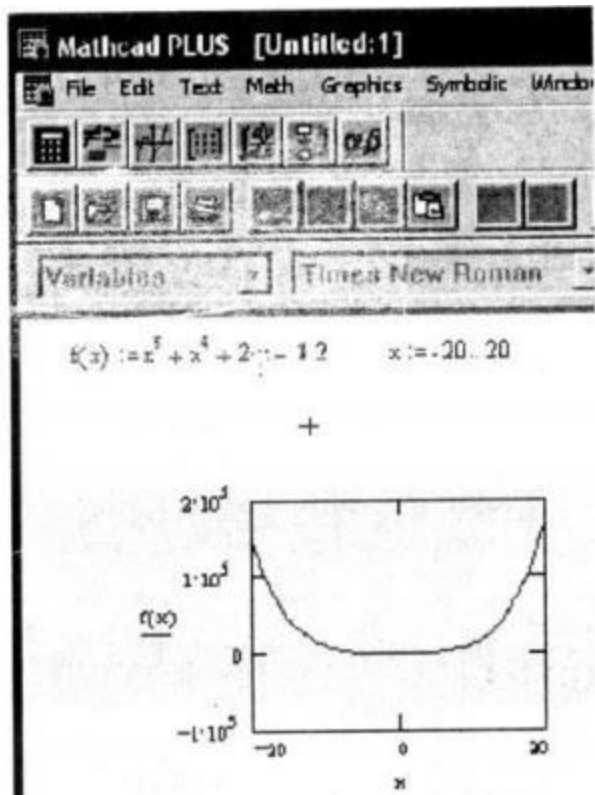 Mathcad PLUS [Untitled:1]
File Edit Text Math Graphics Symbolic
αβ
Variables Times New Roman
x := -20 .. 20
2·10⁵
1·10⁵
f(x)
0
-1·10⁵
-20 0 20
x